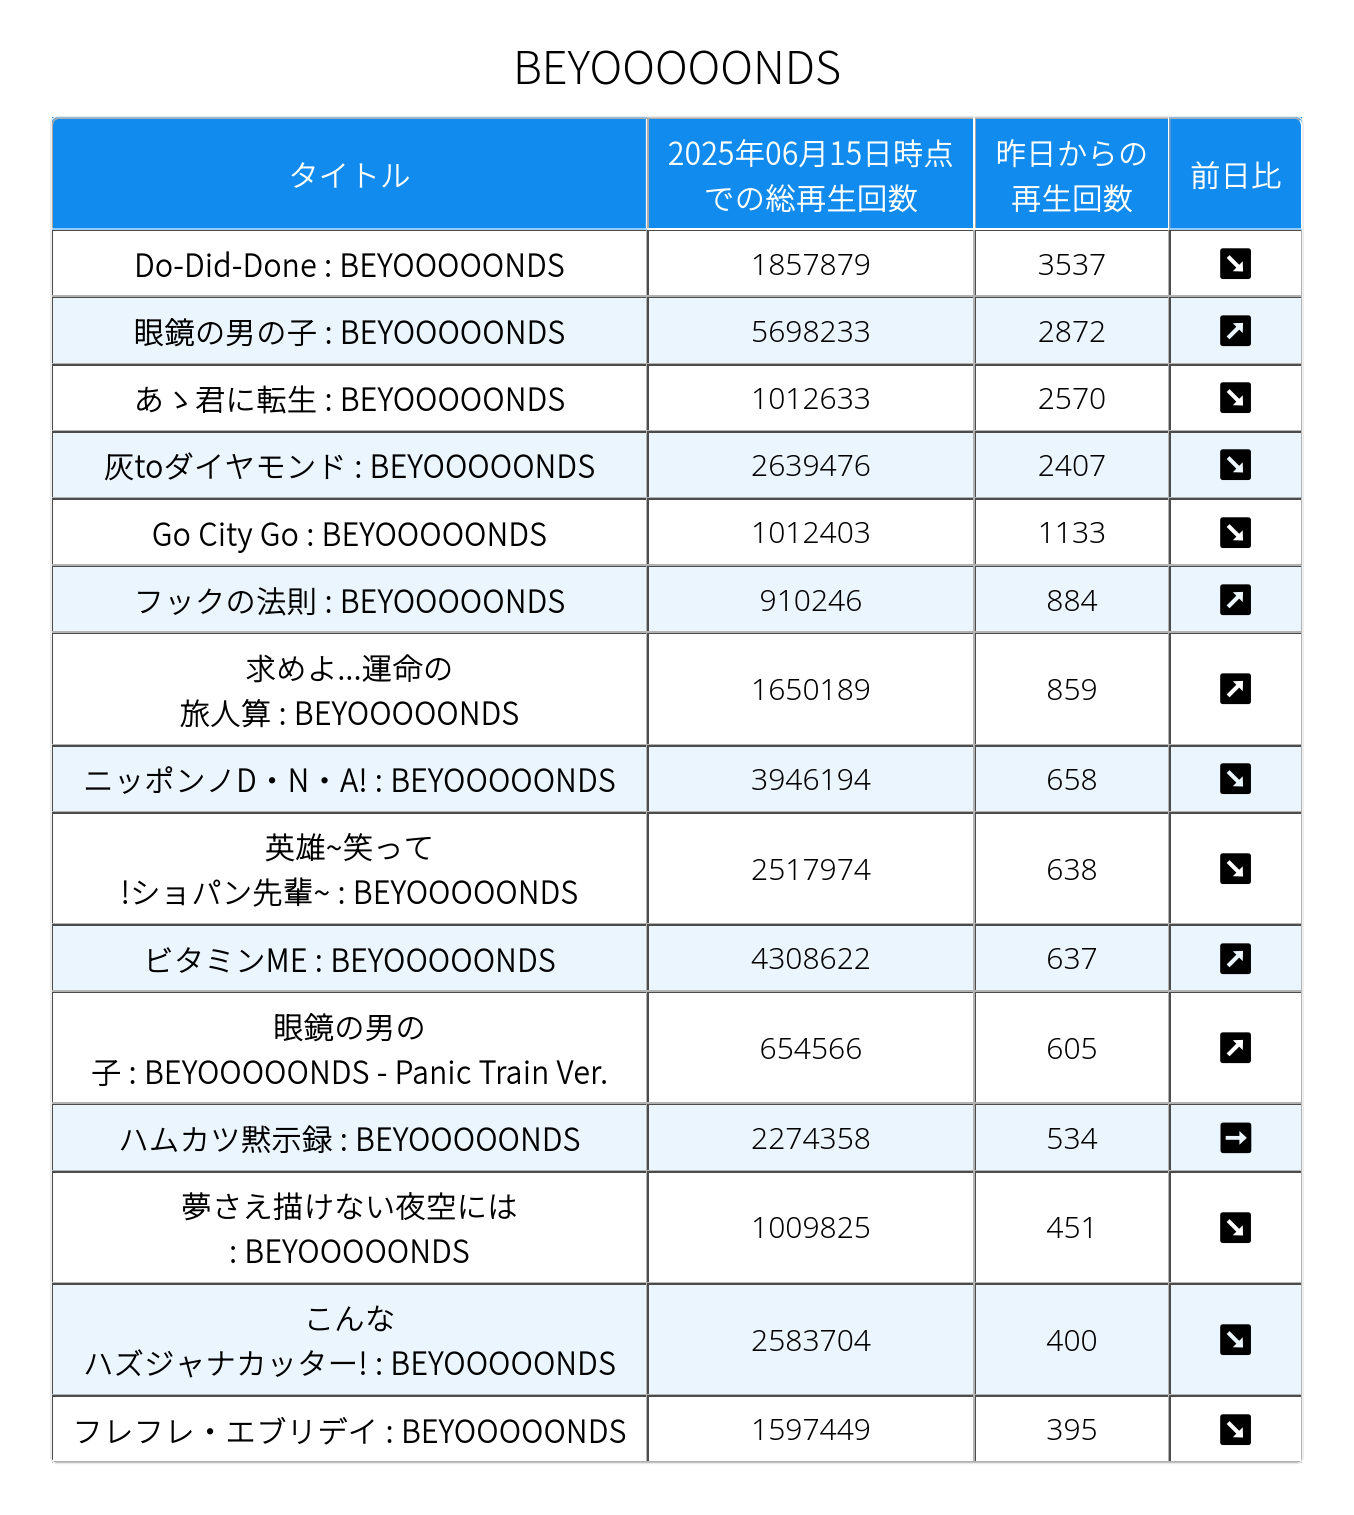 BEYOOOOONDS
タイトル
2025年06月15日時点
での総再生回数
昨日からの
再生回数
前日比
Do-Did-Done : BEYOOOOONDS
1857879
3537
↘
眼鏡の男の子 : BEYOOOOONDS
5698233
2872
↗
あゝ君に転生 : BEYOOOOONDS
1012633
2570
↘
灰toダイヤモンド : BEYOOOOONDS
2639476
2407
↘
Go City Go : BEYOOOOONDS
1012403
1133
↘
フックの法則 : BEYOOOOONDS
910246
884
↗
求めよ...運命の
旅人算 : BEYOOOOONDS
1650189
859
↗
ニッポンノD・N・A! : BEYOOOOONDS
3946194
658
↘
英雄~笑って
!ショパン先輩~ : BEYOOOOONDS
2517974
638
↘
ビタミンME : BEYOOOOONDS
4308622
637
↗
眼鏡の男の
子 : BEYOOOOONDS - Panic Train Ver.
654566
605
↗
ハムカツ黙示録 : BEYOOOOONDS
2274358
534
→
夢さえ描けない夜空には
: BEYOOOOONDS
1009825
451
↘
こんな
ハズジャナカッター! : BEYOOOOONDS
2583704
400
↘
フレフレ・エブリデイ : BEYOOOOONDS
1597449
395
↘